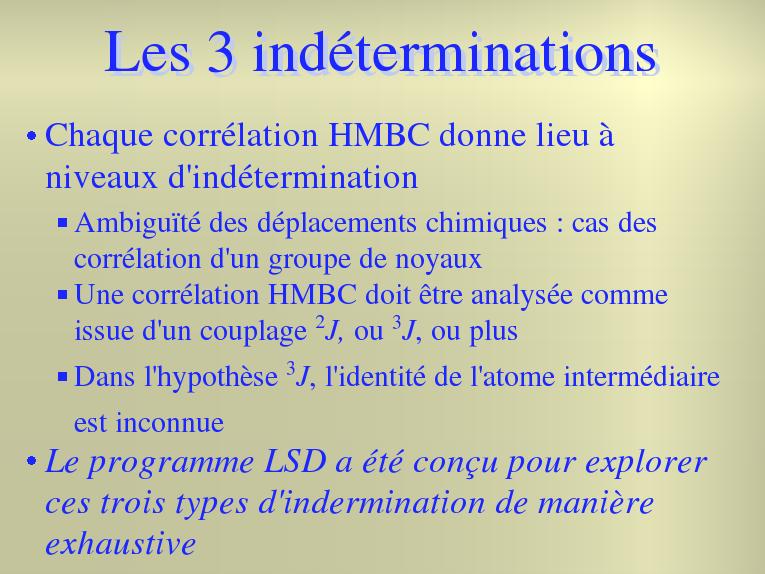 Les 3 indéterminations
• Chaque corrélation HMBC donne lieu à
niveaux d'indétermination
▪ Ambiguïté des déplacements chimiques : cas des
corrélation d'un groupe de noyaux
▪ Une corrélation HMBC doit être analysée comme
issue d'un couplage ²J, ou ³J, ou plus
▪ Dans l'hypothèse ³J, l'identité de l'atome intermédiaire
est inconnue
• Le programme LSD a été conçu pour explorer
ces trois types d'indermination de manière
exhaustive